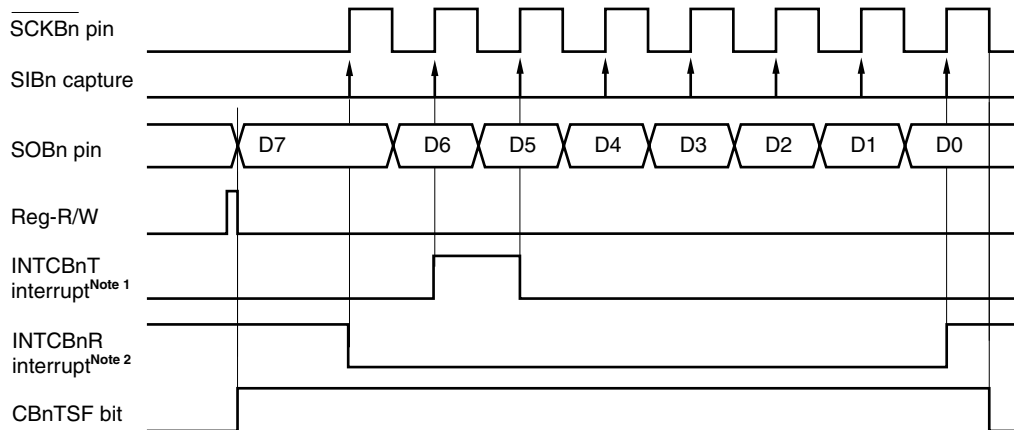 SCKBn pin
SIBn capture
SOBn pin
D7 D6 D5 D4 D3 D2 D1 D0
Reg-R/W
INTCBnT
interruptNote 1
INTCBnR
interruptNote 2
CBnTSF bit